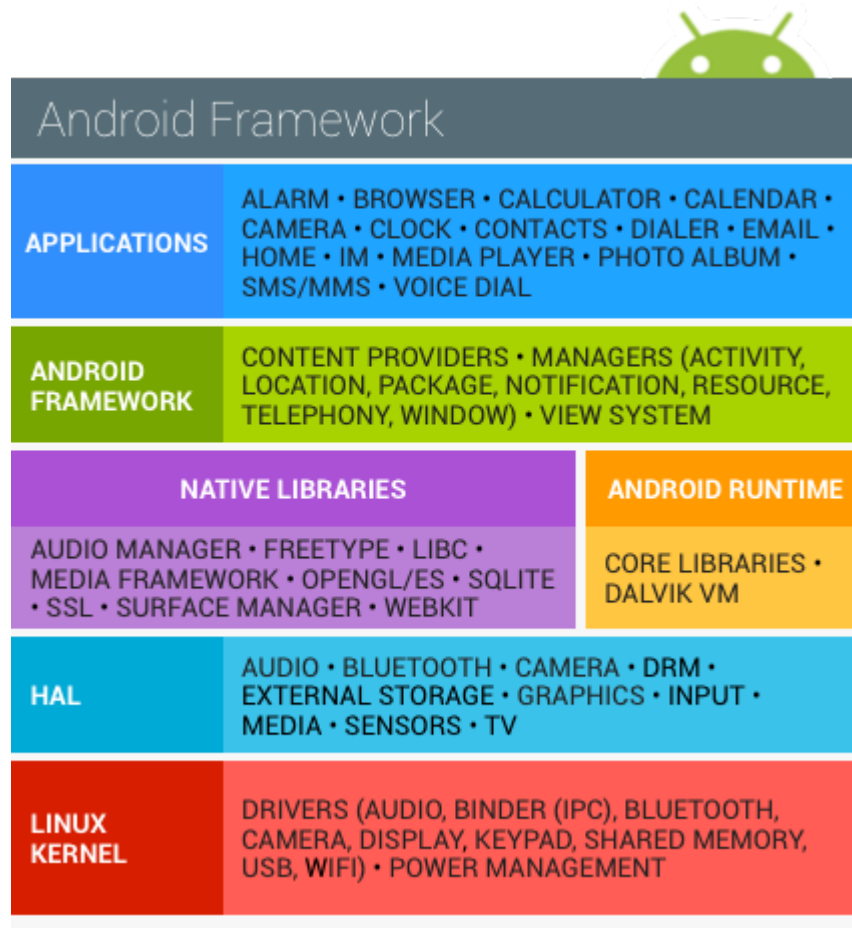 Android Framework
APPLICATIONS
ALARM • BROWSER • CALCULATOR • CALENDAR •
CAMERA • CLOCK • CONTACTS • DIALER • EMAIL •
HOME • IM • MEDIA PLAYER • PHOTO ALBUM •
SMS/MMS • VOICE DIAL
ANDROID
FRAMEWORK
CONTENT PROVIDERS • MANAGERS (ACTIVITY,
LOCATION, PACKAGE, NOTIFICATION, RESOURCE,
TELEPHONY, WINDOW) • VIEW SYSTEM
NATIVE LIBRARIES
AUDIO MANAGER • FREETYPE • LIBC •
MEDIA FRAMEWORK • OPENGL/ES • SQLITE
• SSL • SURFACE MANAGER • WEBKIT
ANDROID RUNTIME
CORE LIBRARIES •
DALVIK VM
HAL
AUDIO • BLUETOOTH • CAMERA • DRM •
EXTERNAL STORAGE • GRAPHICS • INPUT •
MEDIA • SENSORS • TV
LINUX
KERNEL
DRIVERS (AUDIO, BINDER (IPC), BLUETOOTH,
CAMERA, DISPLAY, KEYPAD, SHARED MEMORY,
USB, WIFI) • POWER MANAGEMENT